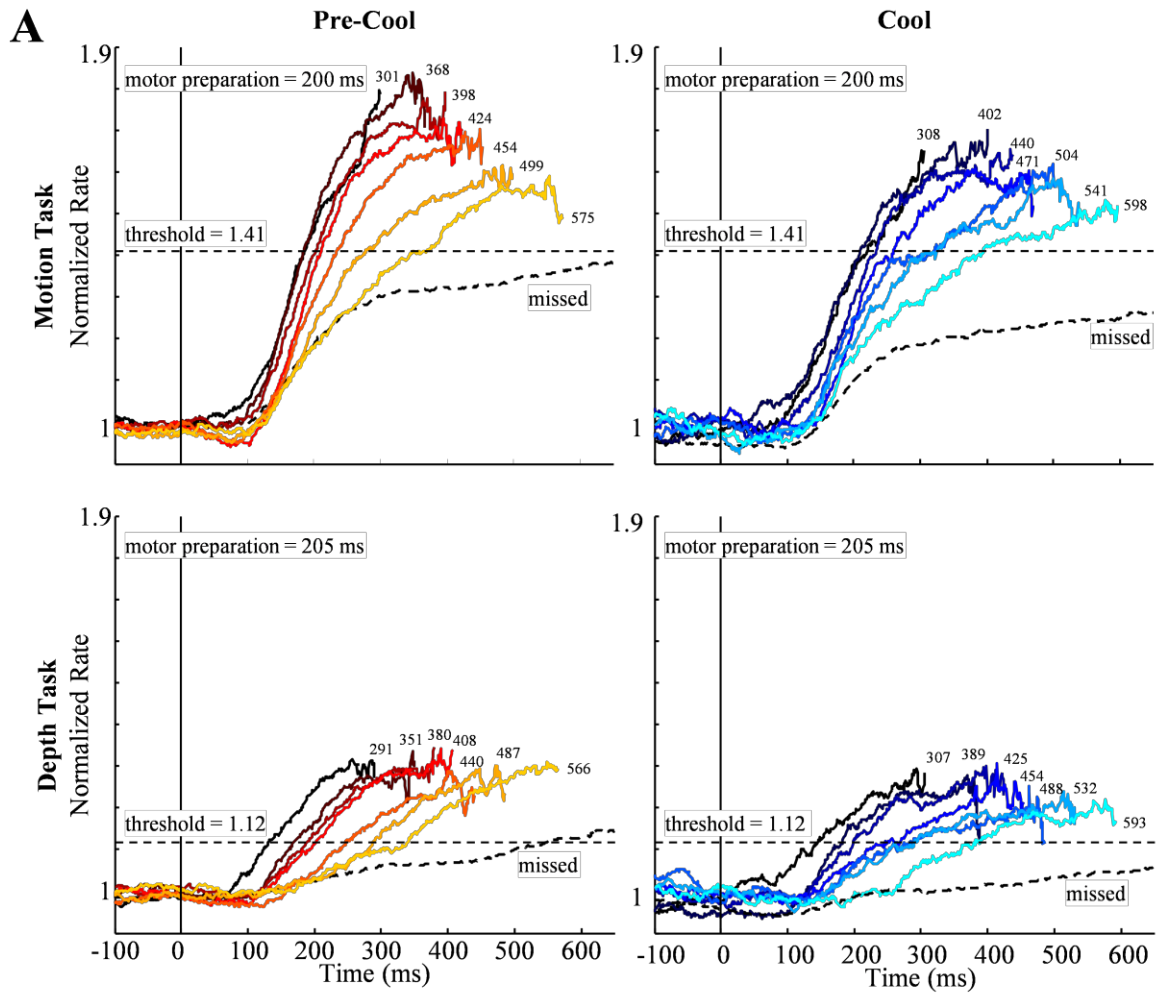 A
Pre-Cool
Cool
Motion Task
Normalized Rate
1.9
motor preparation = 200 ms
301
368
398
424
454
499
575
threshold = 1.41
missed
1
1.9
motor preparation = 200 ms
308
402
440
471
504
541
598
threshold = 1.41
missed
1
Depth Task
Normalized Rate
1.9
motor preparation = 205 ms
291
351
380
408
440
487
566
threshold = 1.12
missed
1
-100 0 100 200 300 400 500 600
Time (ms)
1.9
motor preparation = 205 ms
307
389
425
454
488
532
593
threshold = 1.12
missed
1
-100 0 100 200 300 400 500 600
Time (ms)